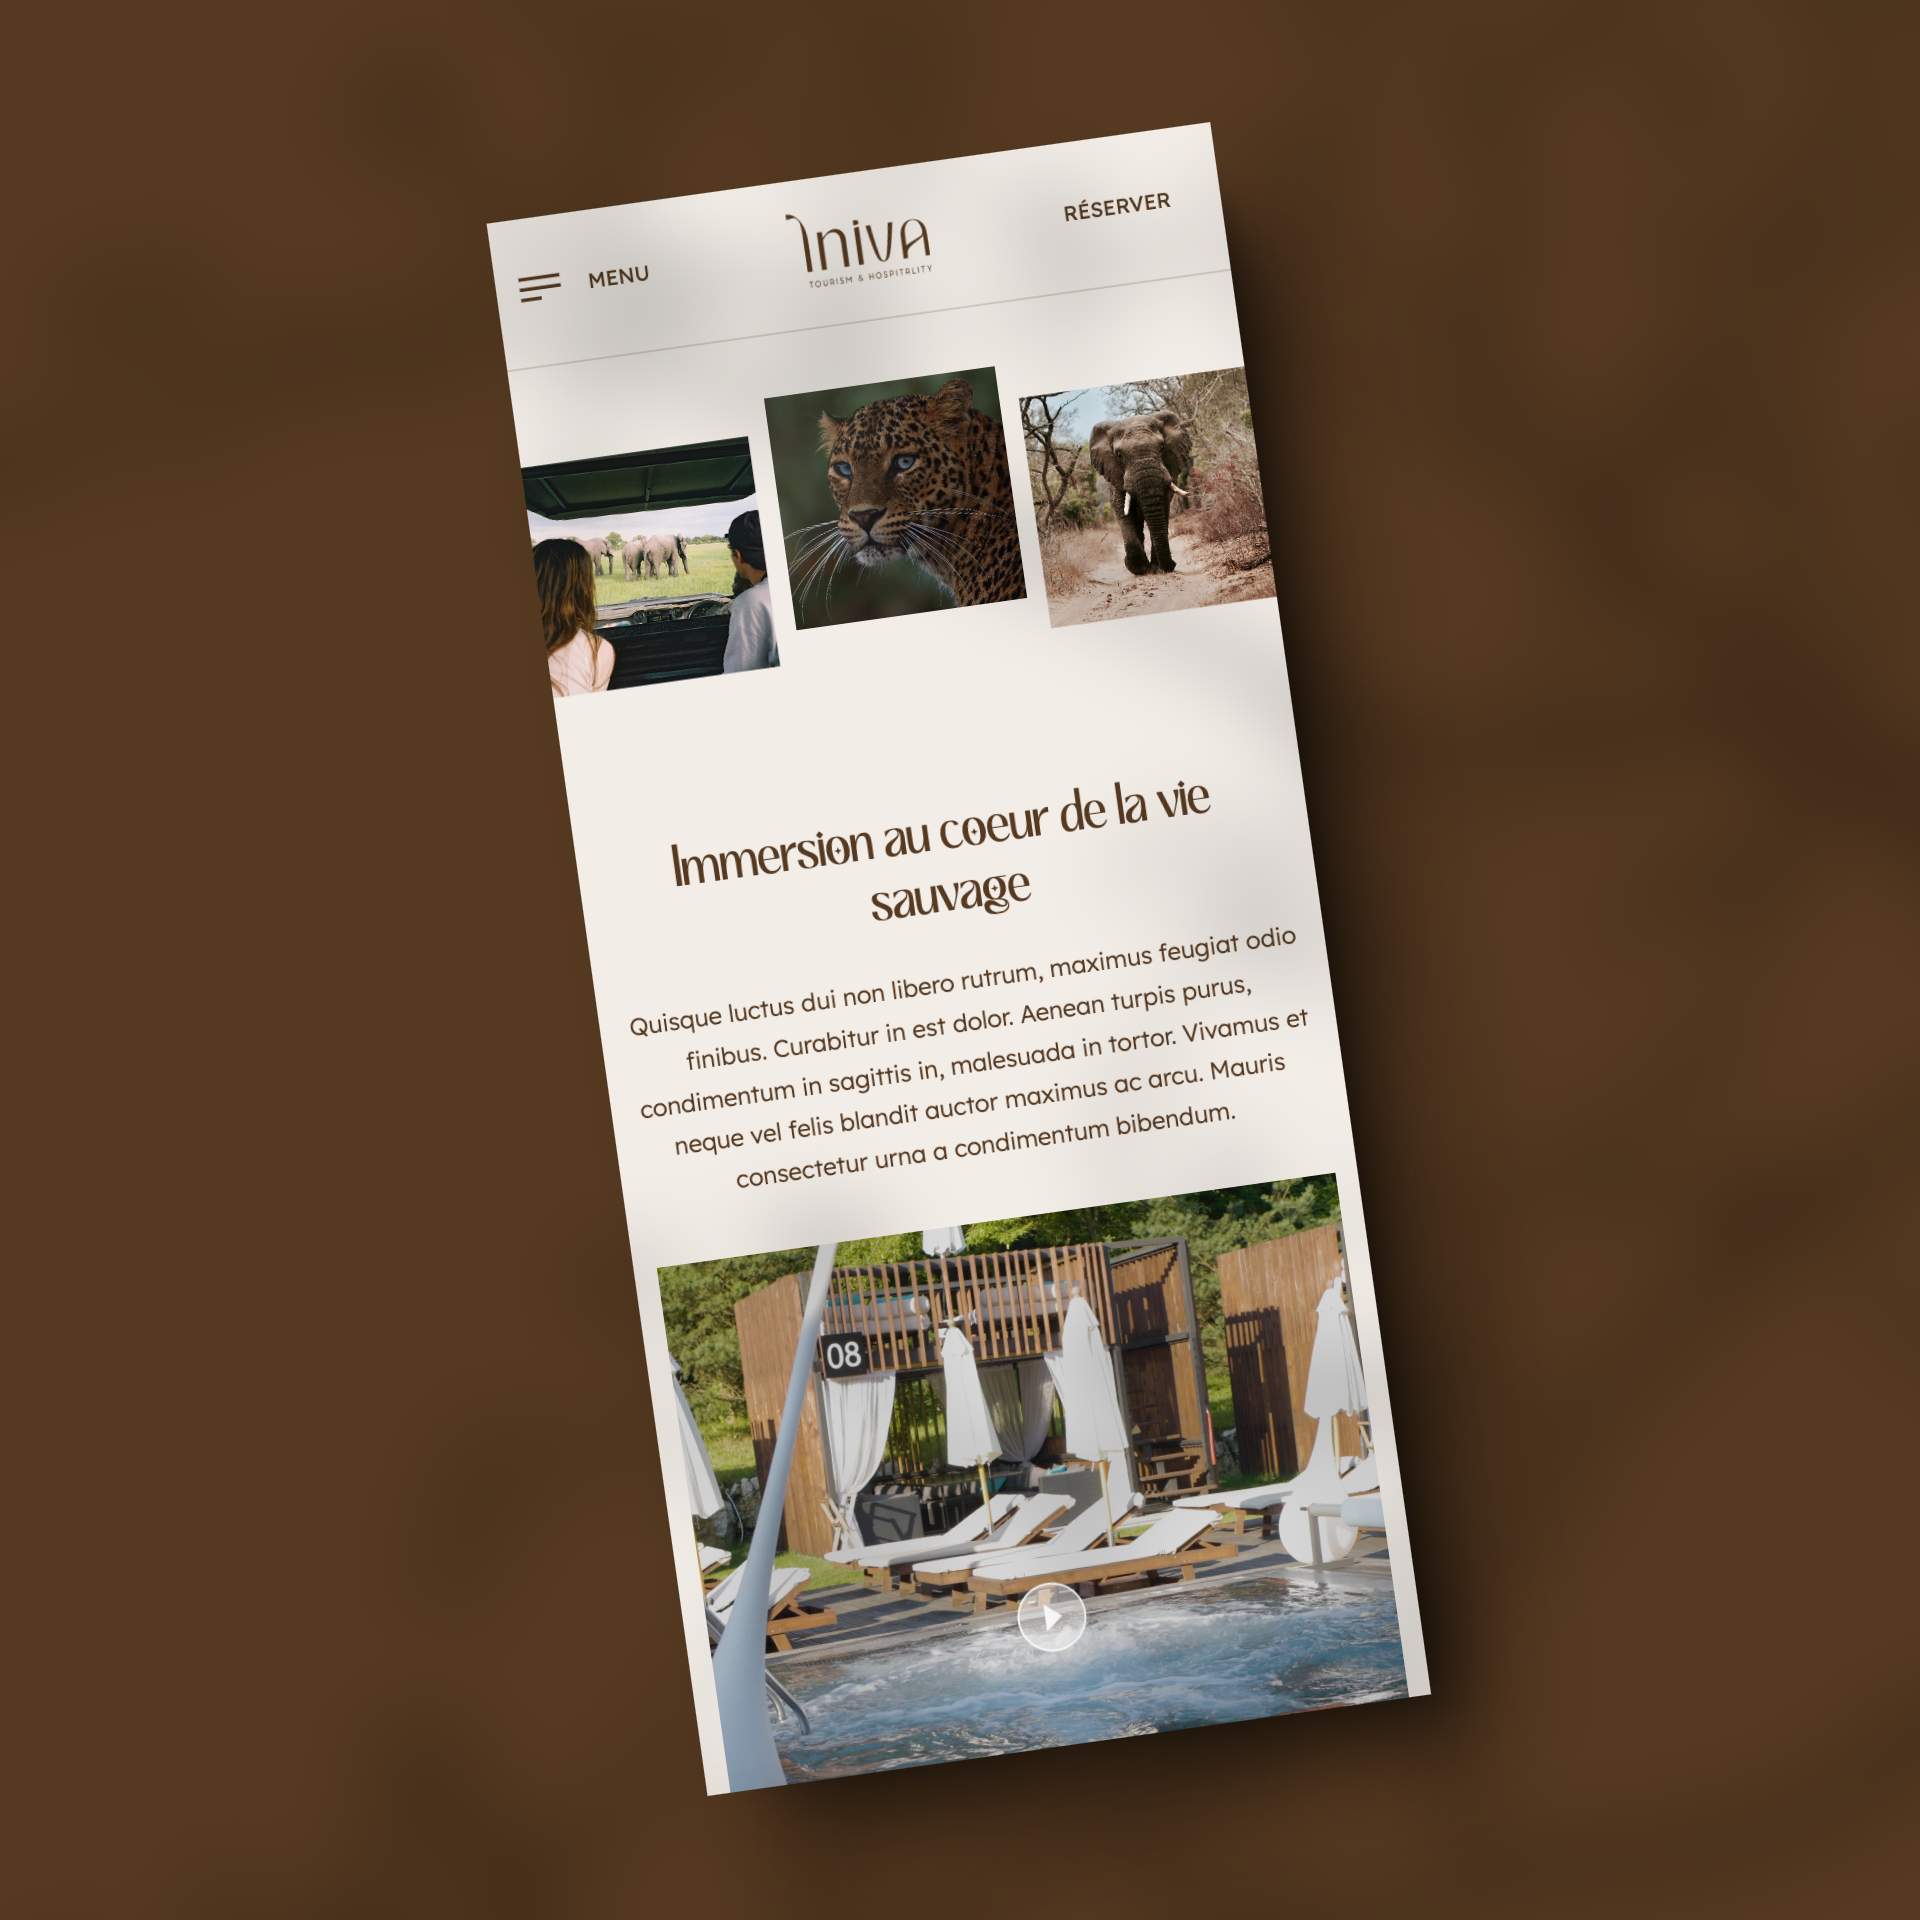 MENU
Iniva
TOURISM & HOSPITALITY
RÉSERVER
Immersion au coeur de la vie
sauvage
Quisque luctus dui non libero rutrum, maximus feugiat odio
finibus. Curabitur in est dolor. Aenean turpis purus,
condimentum in sagittis in, malesuada in tortor. Vivamus et
neque vel felis blandit auctor maximus ac arcu. Mauris
consectetur urna a condimentum bibendum.
08